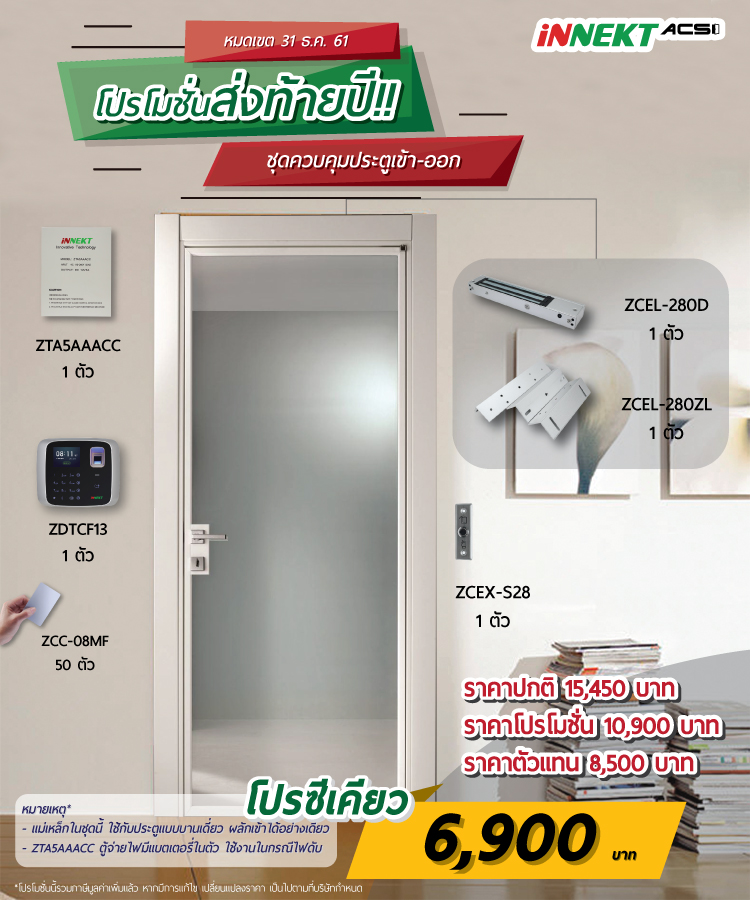 หมดเขต 31 ธ.ค. 61
iNNEKT ACSI
โปรโมชั่นส่งท้ายปี!!
ชุดควบคุมประตูเข้า-ออก
iNNEKT
Innovative Technology
ZTA5AAACC
1 ตัว
ZCEL-280D
1 ตัว
ZCEL-280ZL
1 ตัว
08:11
iNNEKT
ZDTCF13
1 ตัว
ZCEX-S28
1 ตัว
ZCC-08MF
50 ตัว
ราคาปกติ 15,450 บาท
ราคาโปรโมชั่น 10,900 บาท
ราคาตัวแทน 8,500 บาท
โปรซีเคียว
6,900 บาท
หมายเหตุ*
- แม่เหล็กในชุดนี้ ใช้กับประตูแบบบานเดี่ยว ผลักเข้าได้อย่างเดียว
- ZTA5AAACC ตู้จ่ายไฟมีแบตเตอรี่ในตัว ใช้งานในกรณีไฟดับ
*โปรโมชั่นนี้รวมภาษีมูลค่าเพิ่มแล้ว หากมีการแก้ไข เปลี่ยนแปลงราคา เป็นไปตามที่บริษัทกำหนด